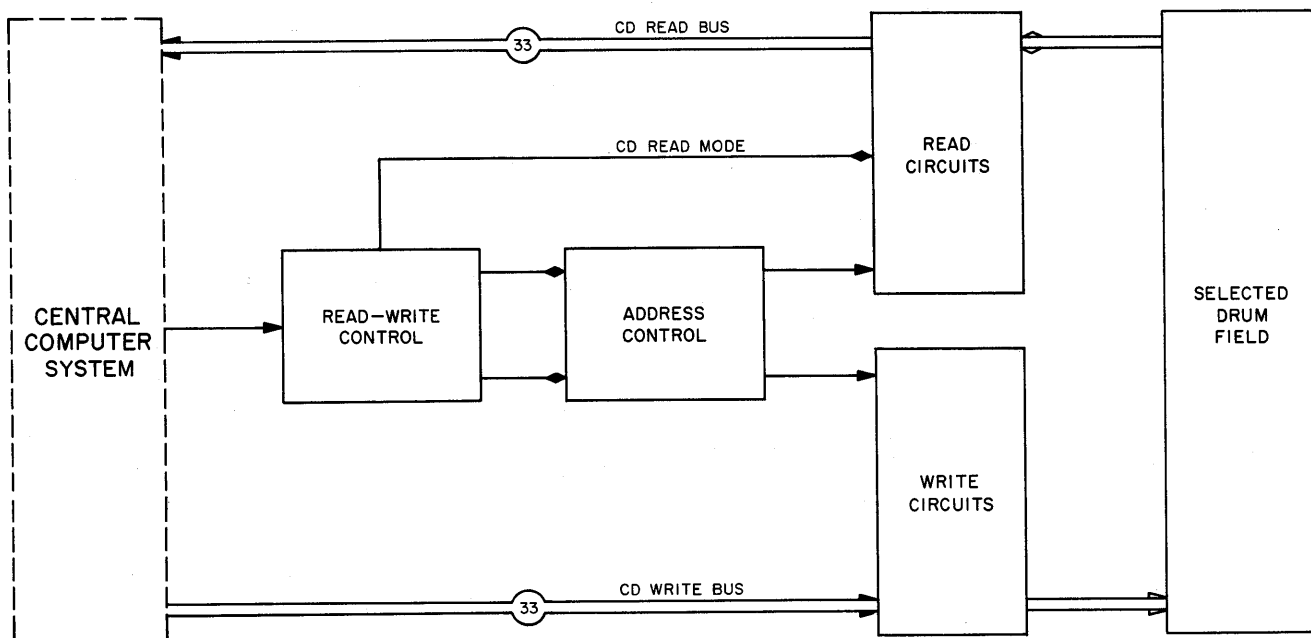 CD READ BUS
33
CD READ MODE
READ
CIRCUITS
CENTRAL
COMPUTER
SYSTEM
READ-WRITE
CONTROL
ADDRESS
CONTROL
SELECTED
DRUM
FIELD
WRITE
CIRCUITS
CD WRITE BUS
33